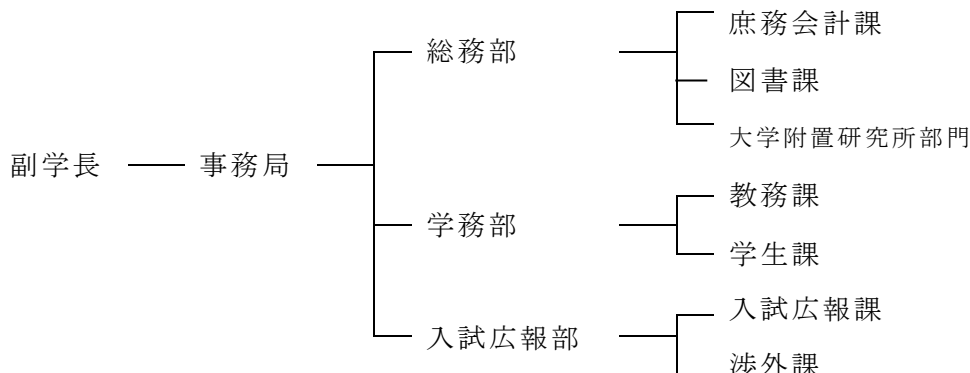 副学長
事務局
総務部
庶務会計課
図書課
大学附置研究所部門
学務部
教務課
学生課
入試広報部
入試広報課
渉外課